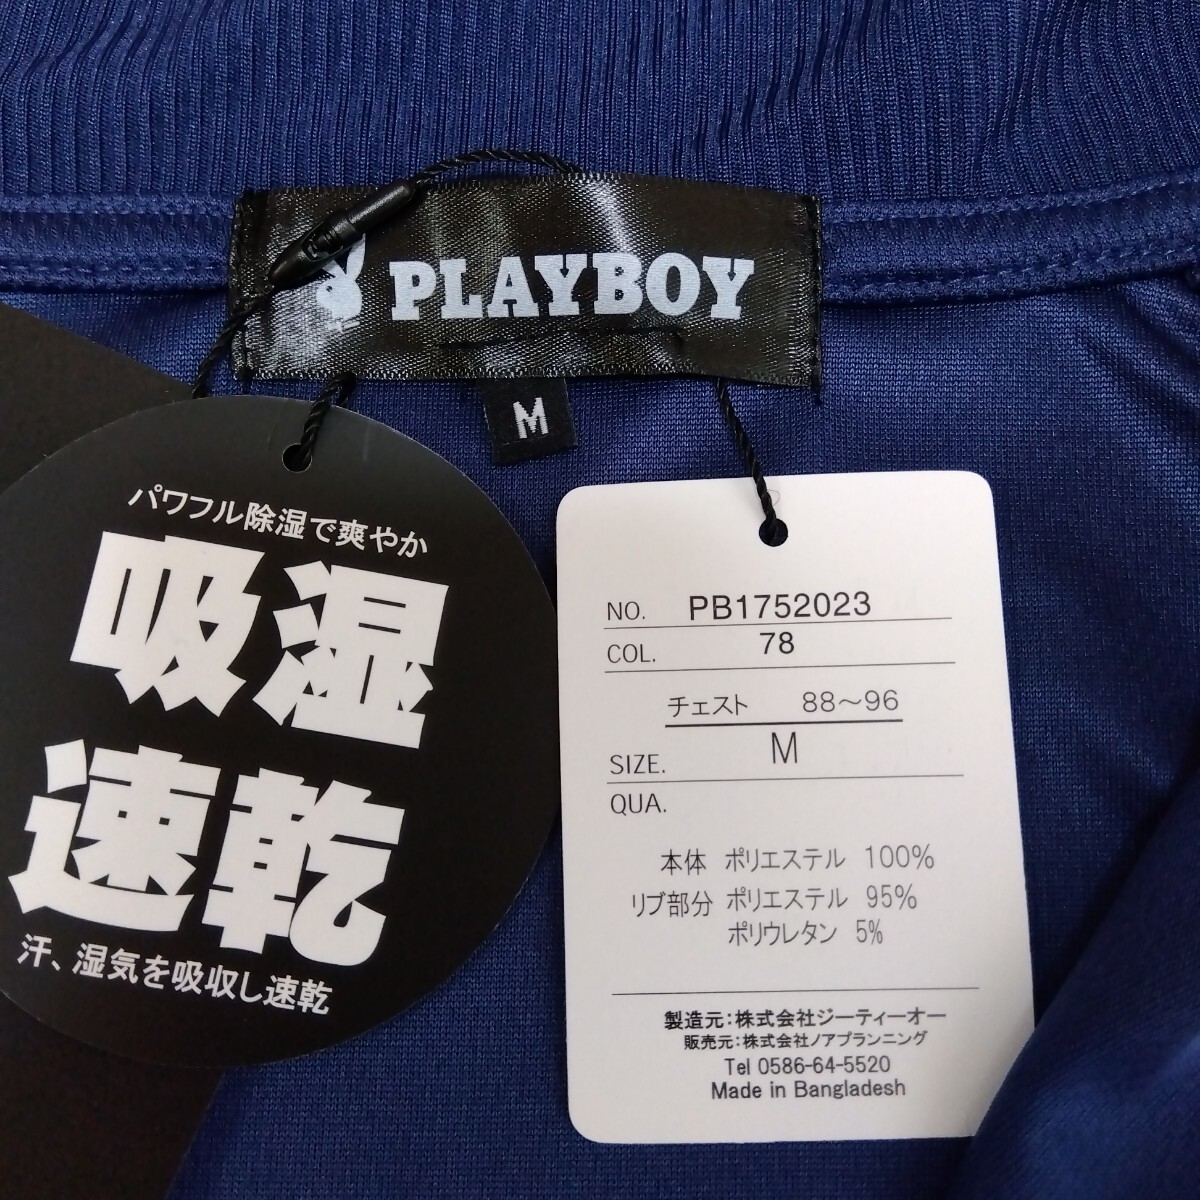 PLAYBOY
M
パワフル除湿で爽やか
吸湿
速乾
汗、湿気を吸収し速乾
NO. PB1752023
COL. 78
チェスト 88～96
SIZE. M
QUA.
本体 ポリエステル 100%
リブ部分 ポリエステル 95%
ポリウレタン 5%
製造元：株式会社ジーティーオー
販売元：株式会社ノアプランニング
Tel 0586-64-5520
Made in Bangladesh